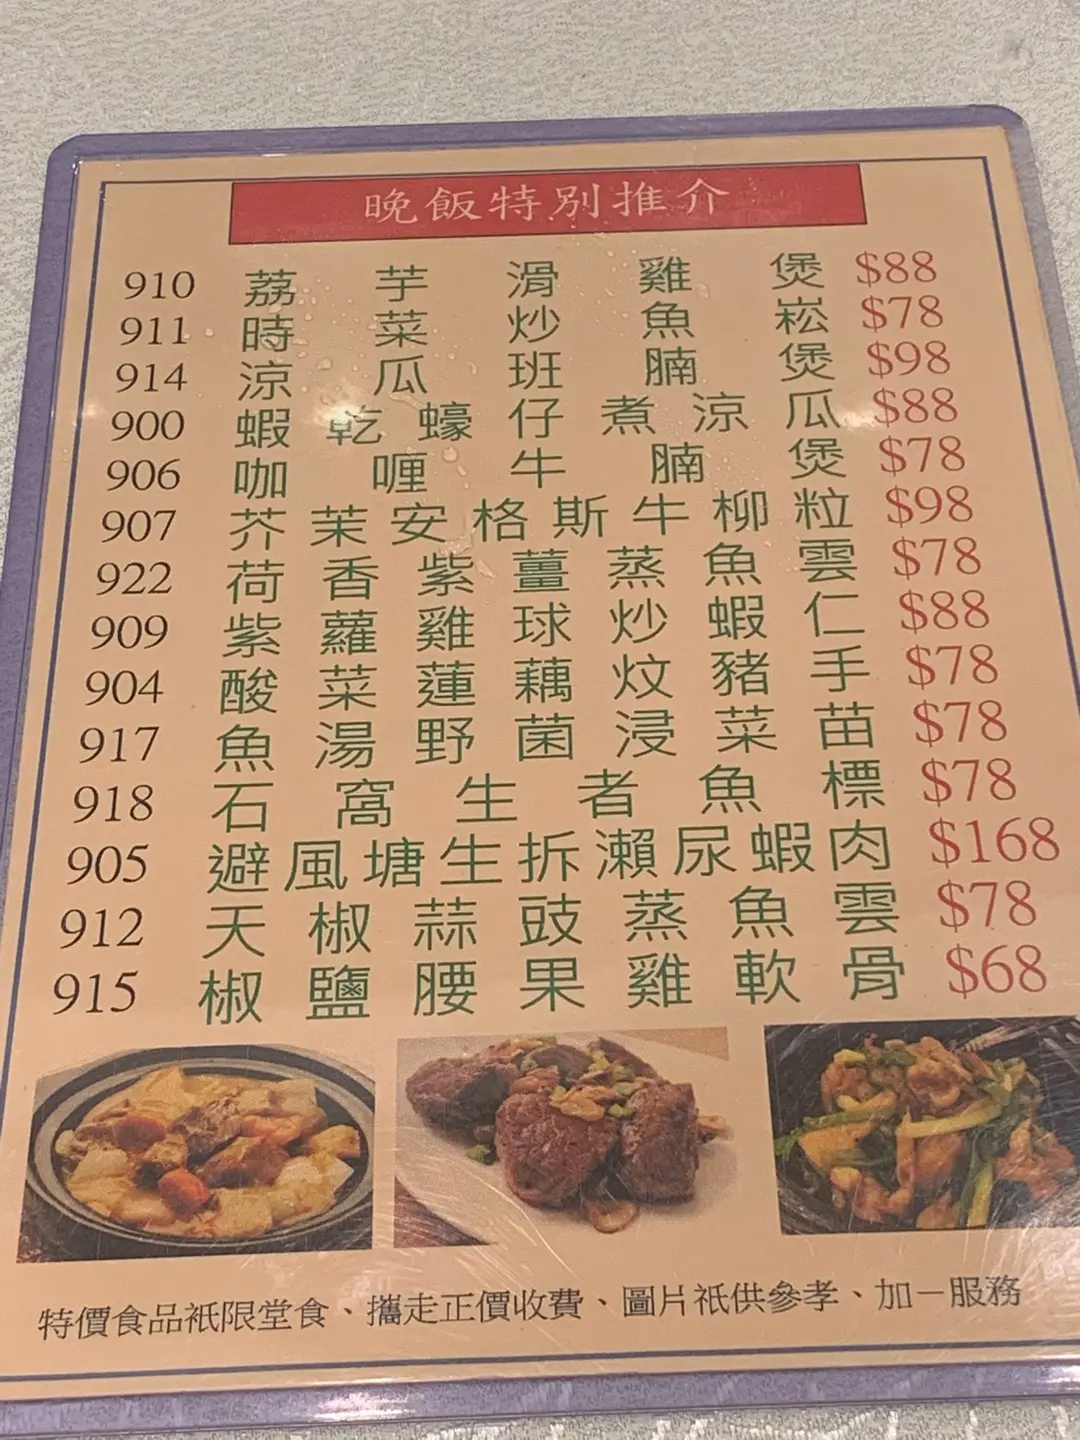 晚飯特別推介
910 荔芋滑雞煲 $88
911 時菜炒魚崧 $78
914 涼瓜班腩煲 $98
900 蝦乾蠔仔煮涼瓜 $88
906 咖喱牛腩煲 $78
907 芥茉安格斯牛柳粒 $98
922 荷香紫薑蒸魚雲 $78
909 紫蘿雞球炒蝦仁 $88
904 酸菜蓮藕炆豬手 $78
917 魚湯野菌浸菜苗 $78
918 石窩生者魚標 $78
905 避風塘生拆瀨尿蝦肉 $168
912 天椒蒜豉蒸魚雲 $78
915 椒鹽腰果雞軟骨 $68
特價食品衹限堂食、攜走正價收費、圖片衹供參孝、加一服務